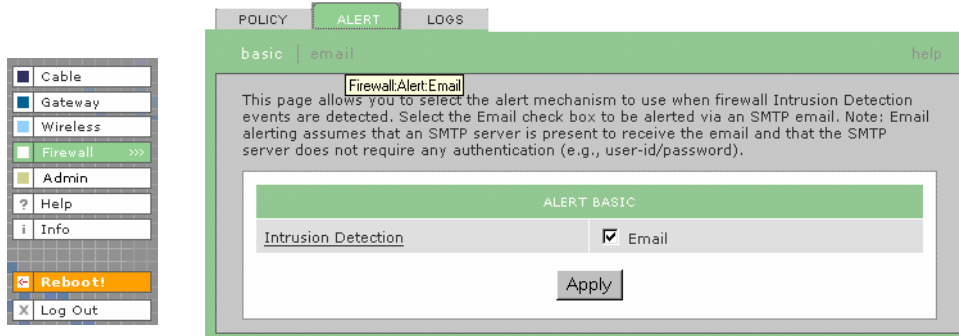 POLICY ALERT LOGS
basic | email help
Firewall:Alert:Email
This page allows you to select the alert mechanism to use when firewall Intrusion Detection
events are detected. Select the Email check box to be alerted via an SMTP email. Note: Email
alerting assumes that an SMTP server is present to receive the email and that the SMTP
server does not require any authentication (e.g., user-id/password).
ALERT BASIC
Intrusion Detection Email
Apply
Cable
Gateway
Wireless
Firewall >>>
Admin
? Help
i Info
Reboot!
X Log Out